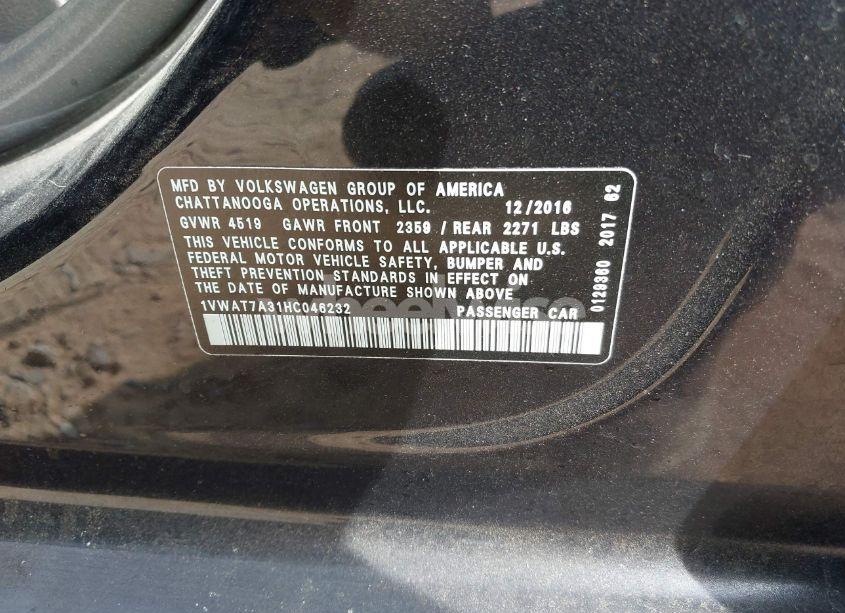 MFD BY VOLKSWAGEN GROUP OF AMERICA
CHATTANOOGA OPERATIONS, LLC. 12/2016
GVWR 4519 GAWR FRONT 2359 / REAR 2271 LBS
THIS VEHICLE CONFORMS TO ALL APPLICABLE U.S.
FEDERAL MOTOR VEHICLE SAFETY, BUMPER AND
THEFT PREVENTION STANDARDS IN EFFECT ON
THE DATE OF MANUFACTURE SHOWN ABOVE
1VWAT7A31HC046232 PASSENGER CAR
0129360 2017 62